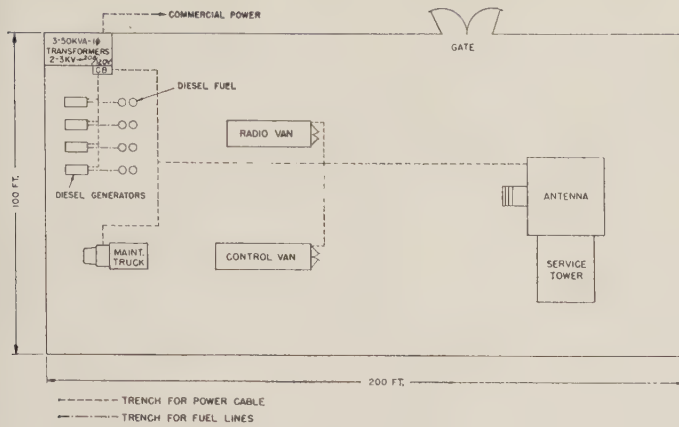 COMMERCIAL POWER
3-50KVA-1φ
TRANSFORMERS
2-3KV 208/120V
CB
GATE
DIESEL FUEL
RADIO VAN
DIESEL GENERATORS
100 FT.
ANTENNA
MAINT.
TRUCK
CONTROL VAN
SERVICE
TOWER
200 FT.
TRENCH FOR POWER CABLE
TRENCH FOR FUEL LINES